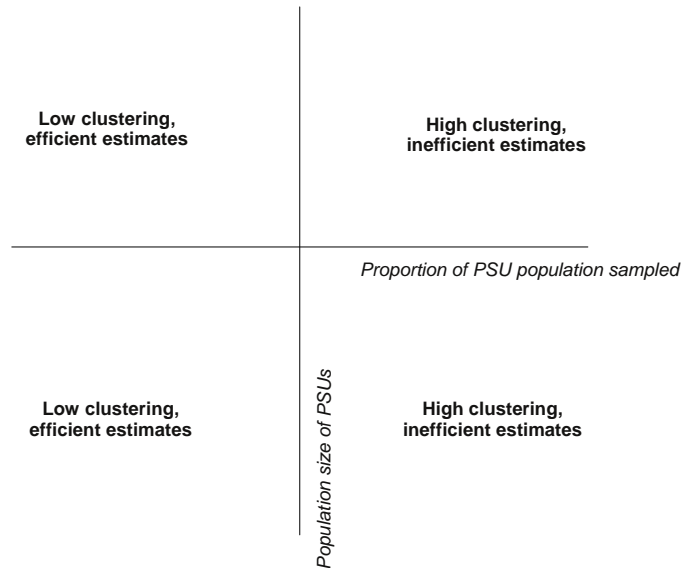 Low clustering,
efficient estimates
High clustering,
inefficient estimates
Proportion of PSU population sampled
Population size of PSUs
Low clustering,
efficient estimates
High clustering,
inefficient estimates